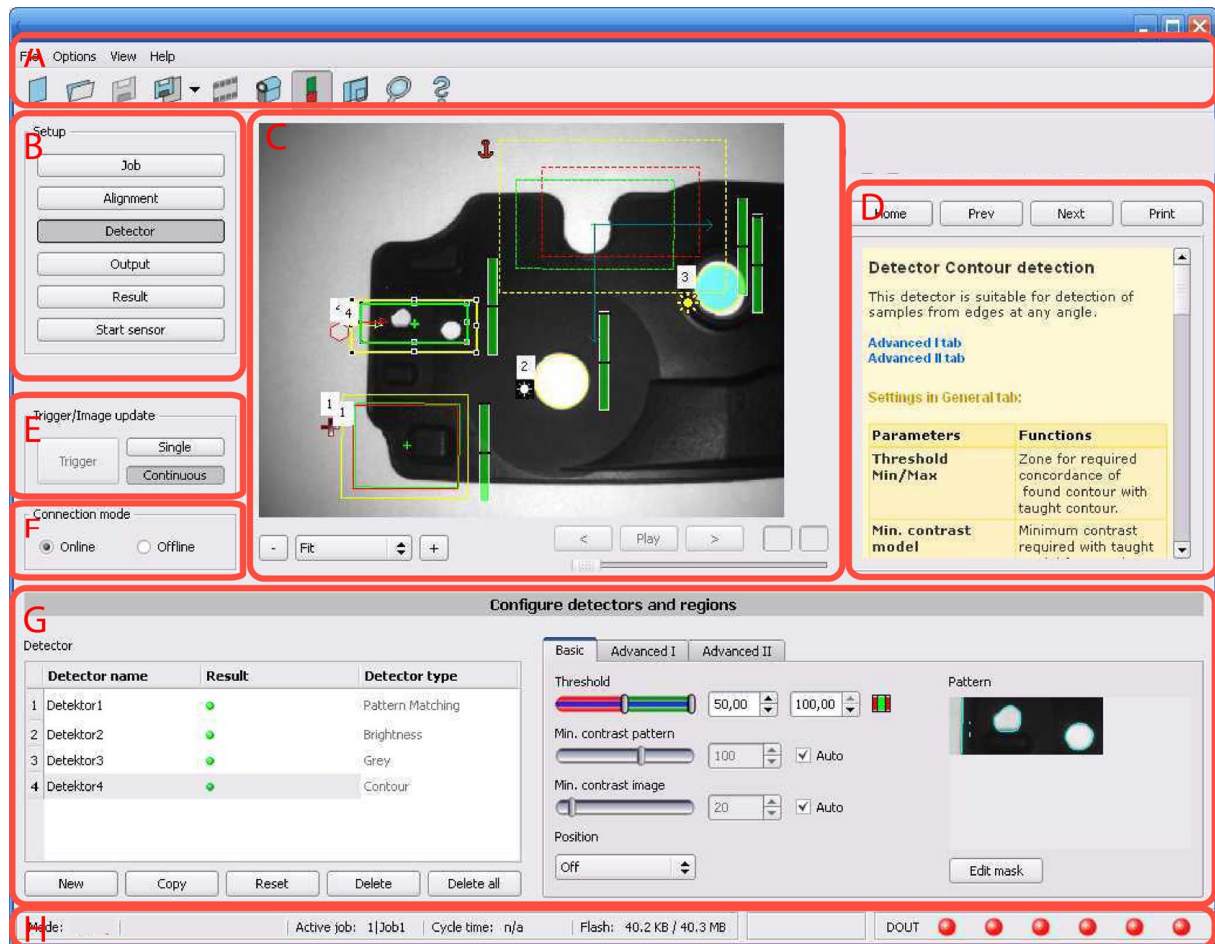 A
File Options View Help
B
Setup
Job
Alignment
Detector
Output
Result
Start sensor
C
3
4
2
1
1
- Fit +
< Play >
D
Home Prev Next Print
Detector Contour detection
This detector is suitable for detection of
samples from edges at any angle.
Advanced I tab
Advanced II tab
Settings in General tab:
Parameters Functions
Threshold Min/Max Zone for required
concordance of
found contour with
taught contour.
Min. contrast model Minimum contrast
required with taught
E
Trigger/Image update
Trigger
Single
Continuous
F
Connection mode
Online Offline
G
Configure detectors and regions
Detector
Detector name Result Detector type
1 Detektor1 Pattern Matching
2 Detektor2 Brightness
3 Detektor3 Grey
4 Detektor4 Contour
New Copy Reset Delete Delete all
Basic Advanced I Advanced II
Threshold
50,00 100,00
Min. contrast pattern
100 Auto
Min. contrast image
20 Auto
Position
Off
Pattern
Edit mask
H
Mode: Active job: 1|Job1 Cycle time: n/a Flash: 40.2 KB / 40.3 MB DOUT